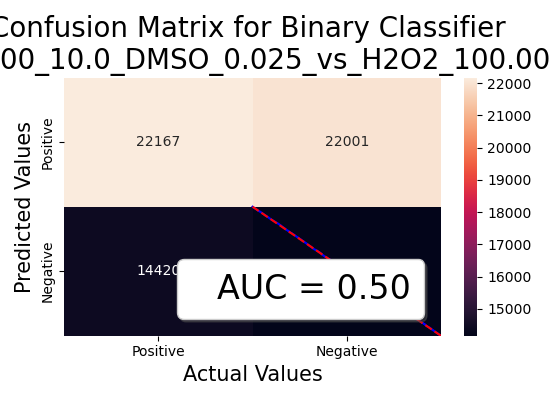 Confusion Matrix for Binary Classifier
00_10.0_DMSO_0.025_vs_H2O2_100.00
22167
22001
14420
AUC = 0.50
Predicted Values
Positive
Negative
Positive
Negative
Actual Values
22000
21000
20000
19000
18000
17000
16000
15000